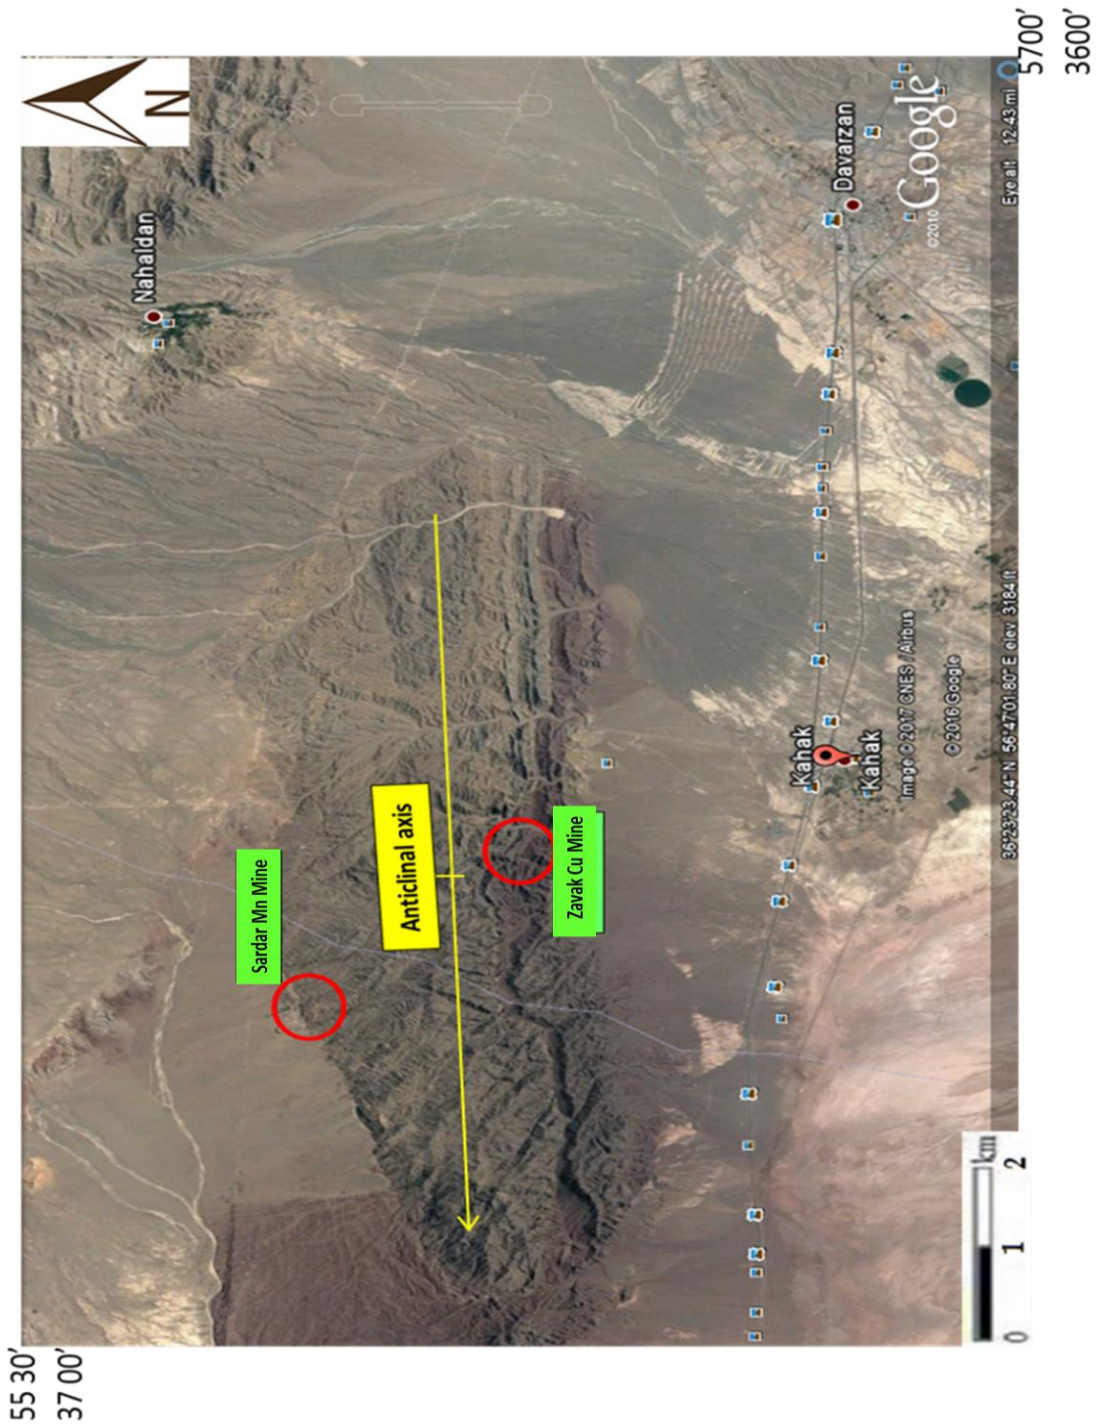 55 30’
37 00’
N
Nahaldan
Sardar Mn Mine
Anticlinal axis
Zavak Cu Mine
Davarzan
Kahak
Kahak
Google
©2010
Image © 2017 CNES / Airbus
© 2016 Google
36°23'23.44" N 56°47'01.80" E elev 3184 ft
Eye alt 12.43 mi
0 1 2 km
5700’
3600’